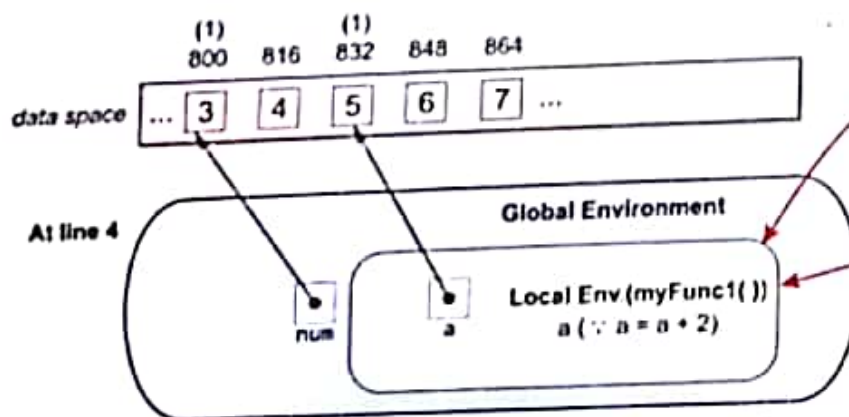 (1) (1)
800 816 832 848 864
data space ... 3 4 5 6 7 ...
Global Environment
At line 4
Local Env.(myFunc1( ))
num a a ( ∵ a = a + 2)